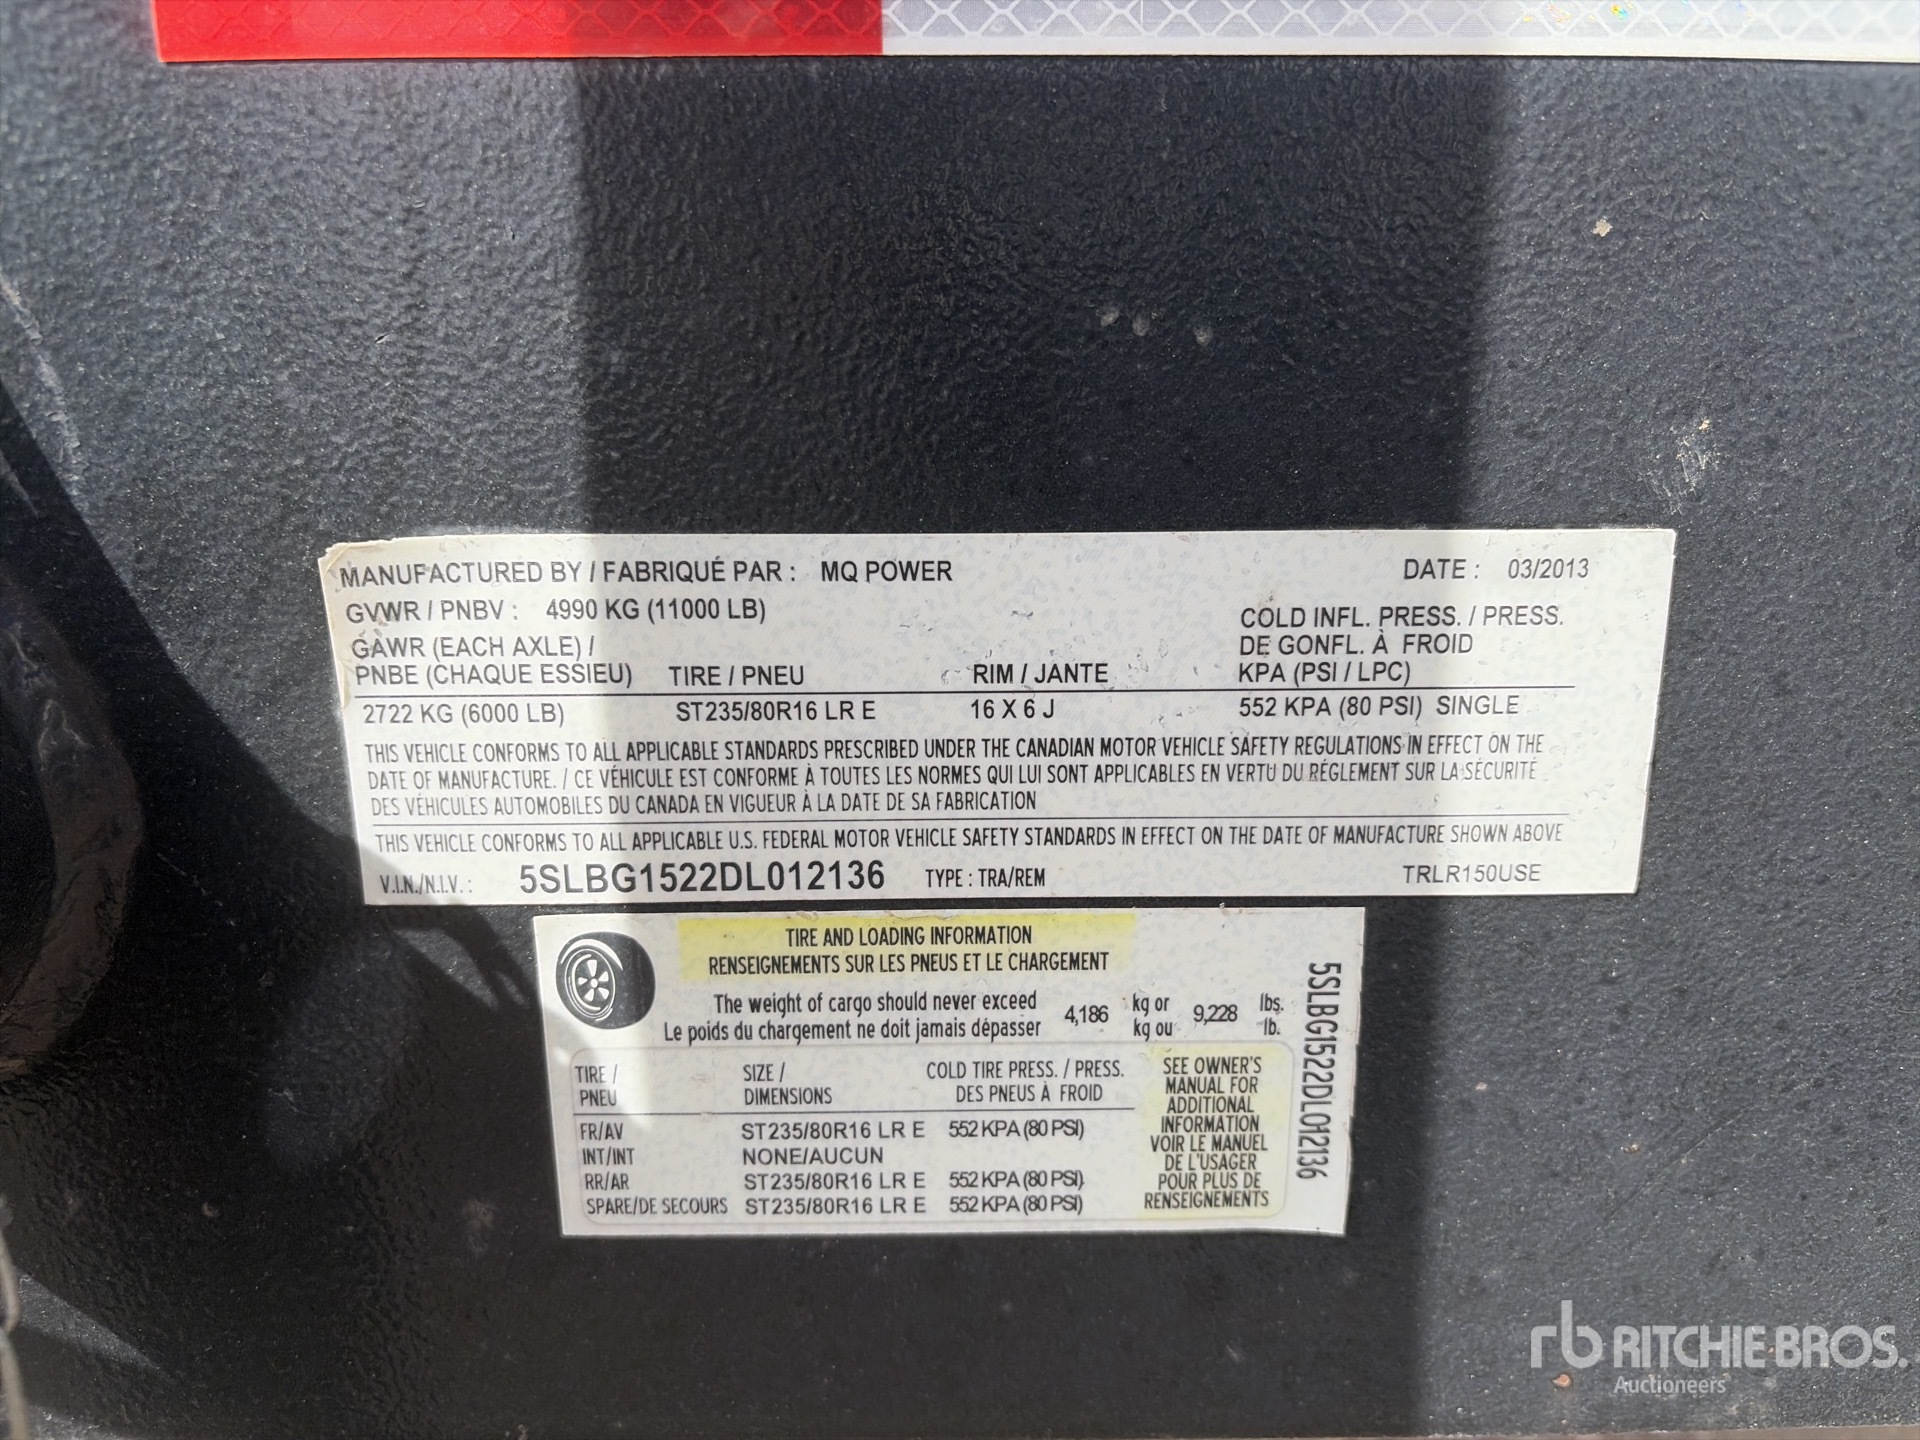 MANUFACTURED BY / FABRIQUÉ PAR : MQ POWER DATE : 03/2013
GVWR / PNBV : 4990 KG (11000 LB)
GAWR (EACH AXLE) /
PNBE (CHAQUE ESSIEU) TIRE / PNEU RIM / JANTE COLD INFL. PRESS. / PRESS.
DE GONFL. À FROID
KPA (PSI / LPC)
2722 KG (6000 LB) ST235/80R16 LR E 16 X 6 J 552 KPA (80 PSI) SINGLE
THIS VEHICLE CONFORMS TO ALL APPLICABLE STANDARDS PRESCRIBED UNDER THE CANADIAN MOTOR VEHICLE SAFETY REGULATIONS IN EFFECT ON THE
DATE OF MANUFACTURE. / CE VÉHICULE EST CONFORME À TOUTES LES NORMES QUI LUI SONT APPLICABLES EN VERTU DU RÉGLEMENT SUR LA SÉCURITÉ
DES VÉHICULES AUTOMOBILES DU CANADA EN VIGUEUR À LA DATE DE SA FABRICATION
THIS VEHICLE CONFORMS TO ALL APPLICABLE U.S. FEDERAL MOTOR VEHICLE SAFETY STANDARDS IN EFFECT ON THE DATE OF MANUFACTURE SHOWN ABOVE
V.I.N./N.I.V. : 5SLBG1522DL012136 TYPE : TRA/REM TRLR150USE
TIRE AND LOADING INFORMATION
RENSEIGNEMENTS SUR LES PNEUS ET LE CHARGEMENT
The weight of cargo should never exceed 4,186 kg or 9,228 lbs.
Le poids du chargement ne doit jamais dépasser kg ou lb.
TIRE / SIZE / COLD TIRE PRESS. / PRESS.
PNEU DIMENSIONS DES PNEUS À FROID
FR/AV ST235/80R16 LR E 552 KPA (80 PSI)
INT/INT NONE/AUCUN
RR/AR ST235/80R16 LR E 552 KPA (80 PSI)
SPARE/DE SECOURS ST235/80R16 LR E 552 KPA (80 PSI)
SEE OWNER'S
MANUAL FOR
ADDITIONAL
INFORMATION
VOIR LE MANUEL
DE L'USAGER
POUR PLUS DE
RENSEIGNEMENTS
5SLBG1522DL012136
rb RITCHIE BROS.
Auctioneers